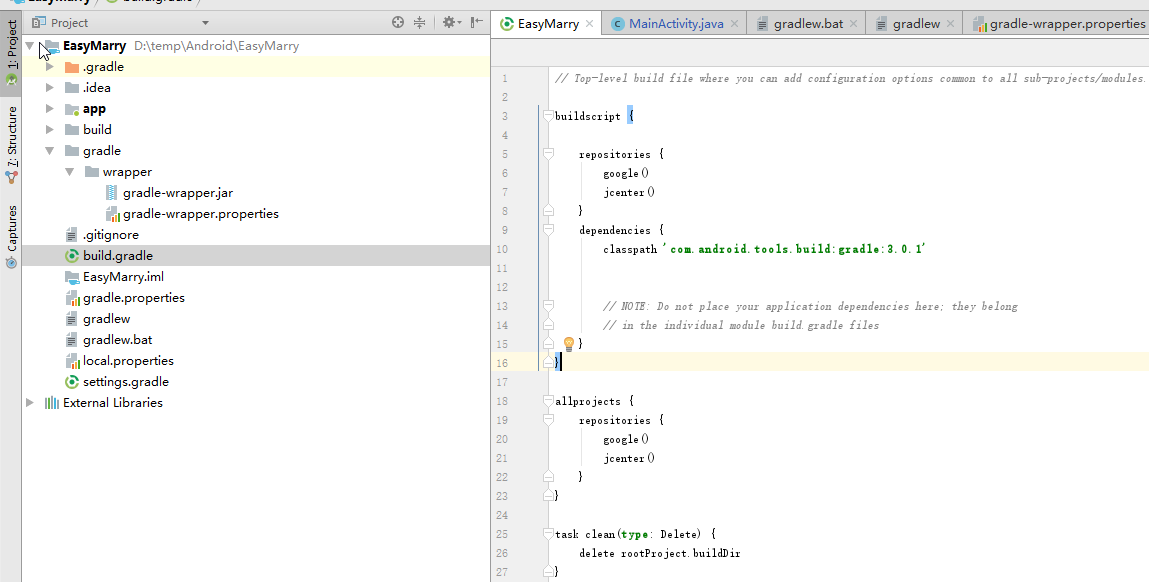 Project
EasyMarry D:\temp\Android\EasyMarry
.gradle
.idea
app
build
gradle
wrapper
gradle-wrapper.jar
gradle-wrapper.properties
.gitignore
build.gradle
EasyMarry.iml
gradle.properties
gradlew
gradlew.bat
local.properties
settings.gradle
External Libraries
1: Project
7: Structure
Captures
EasyMarry
MainActivity.java
gradlew.bat
gradlew
gradle-wrapper.properties
1 // Top-level build file where you can add configuration options common to all sub-projects/modules.
2
3 buildscript {
4
5 repositories {
6 google()
7 jcenter()
8 }
9 dependencies {
10 classpath 'com.android.tools.build:gradle:3.0.1'
11
12
13 // NOTE: Do not place your application dependencies here; they belong
14 // in the individual module build.gradle files
15 }
16 }
17
18 allprojects {
19 repositories {
20 google()
21 jcenter()
22 }
23 }
24
25 task clean(type: Delete) {
26 delete rootProject.buildDir
27 }